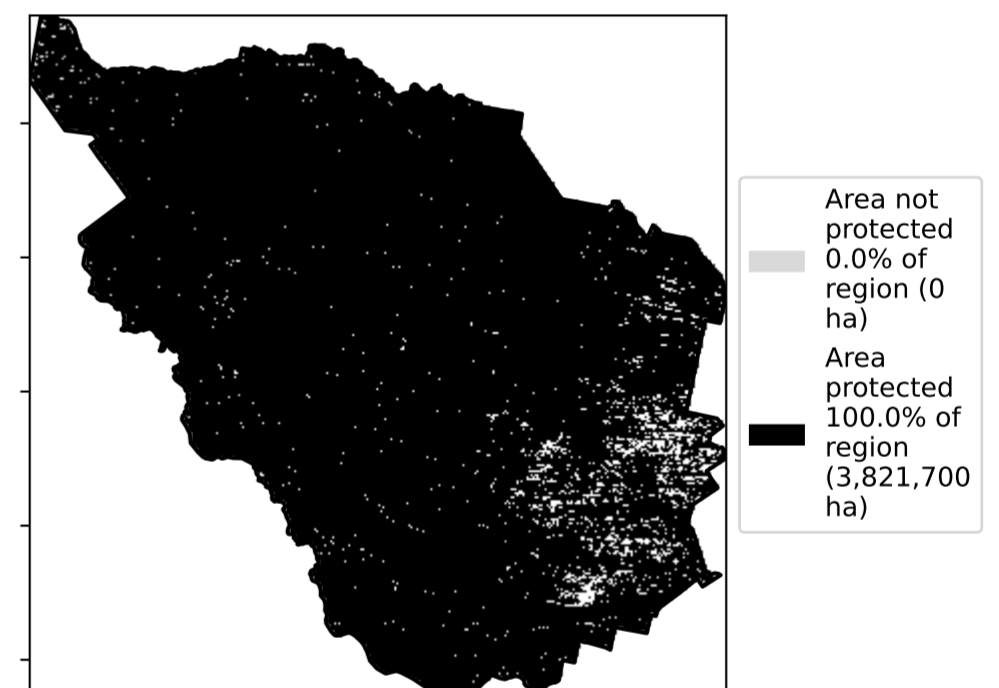 Area not
protected
0.0% of
region (0
ha)
Area
protected
100.0% of
region
(3,821,700
ha)